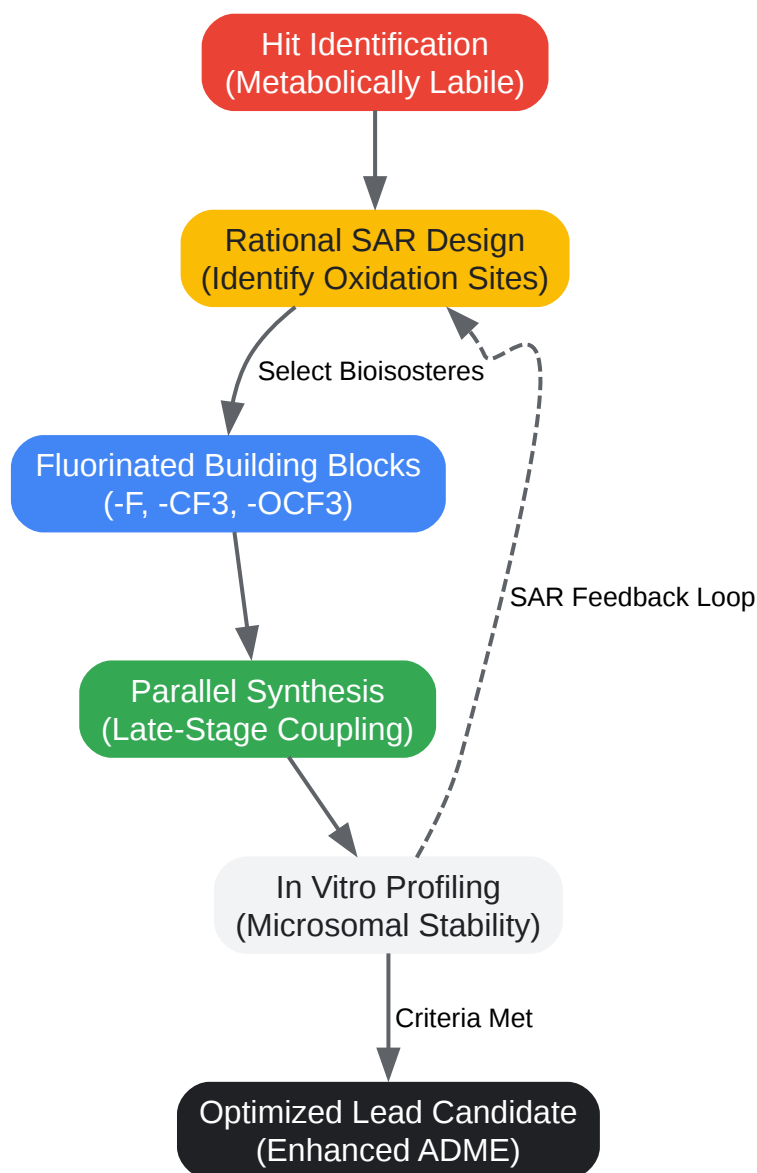 Hit Identification
(Metabolically Labile)
Rational SAR Design
(Identify Oxidation Sites)
Select Bioisosteres
Fluorinated Building Blocks
(-F, -CF3, -OCF3)
SAR Feedback Loop
Parallel Synthesis
(Late-Stage Coupling)
In Vitro Profiling
(Microsomal Stability)
Criteria Met
Optimized Lead Candidate
(Enhanced ADME)